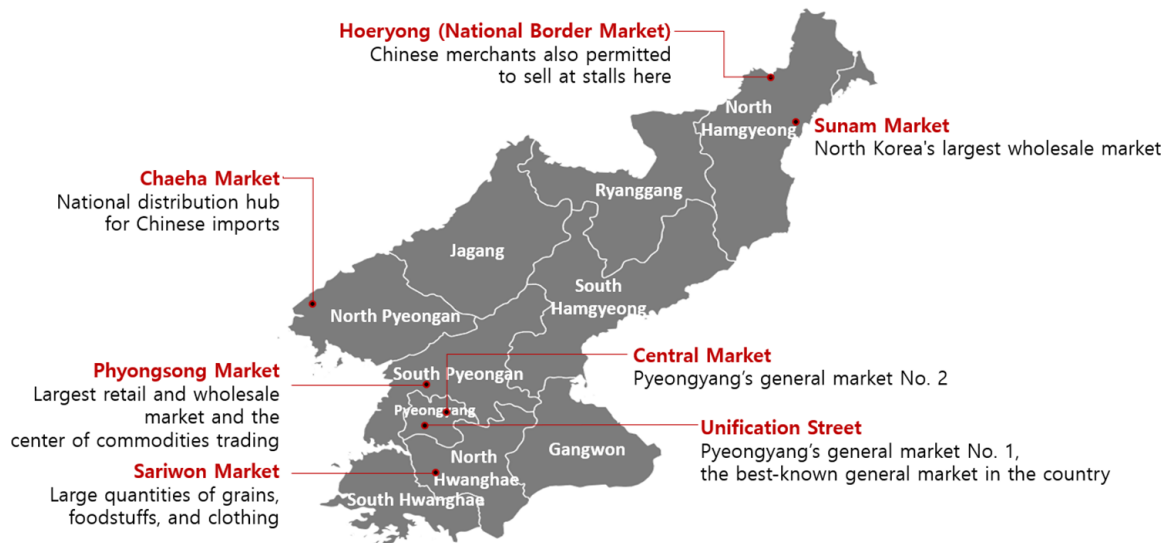 Hoeryong (National Border Market)
Chinese merchants also permitted
to sell at stalls here
North
Hamgyeong
Sunam Market
North Korea's largest wholesale market
Chaeha Market
National distribution hub
for Chinese imports
Ryanggang
Jagang
South
Hamgyeong
North Pyeongan
Central Market
Pyeongyang’s general market No. 2
Phyongsong Market
Largest retail and wholesale
market and the
center of commodities trading
South Pyeongan
Pyeongyang
Unification Street
Pyeongyang’s general market No. 1,
the best-known general market in the country
Gangwon
Sariwon Market
Large quantities of grains,
foodstuffs, and clothing
North
Hwanghae
South Hwanghae